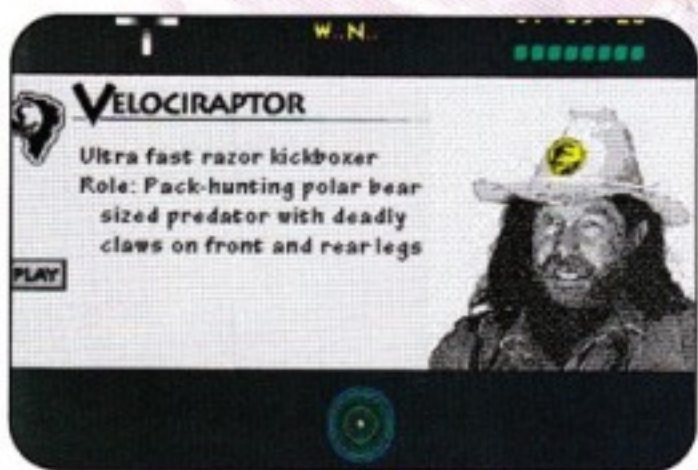 W..N..
VELOCIRAPTOR
Ultra fast razor kickboxer
Role: Pack-hunting polar bear
sized predator with deadly
claws on front and rear legs
PLAY